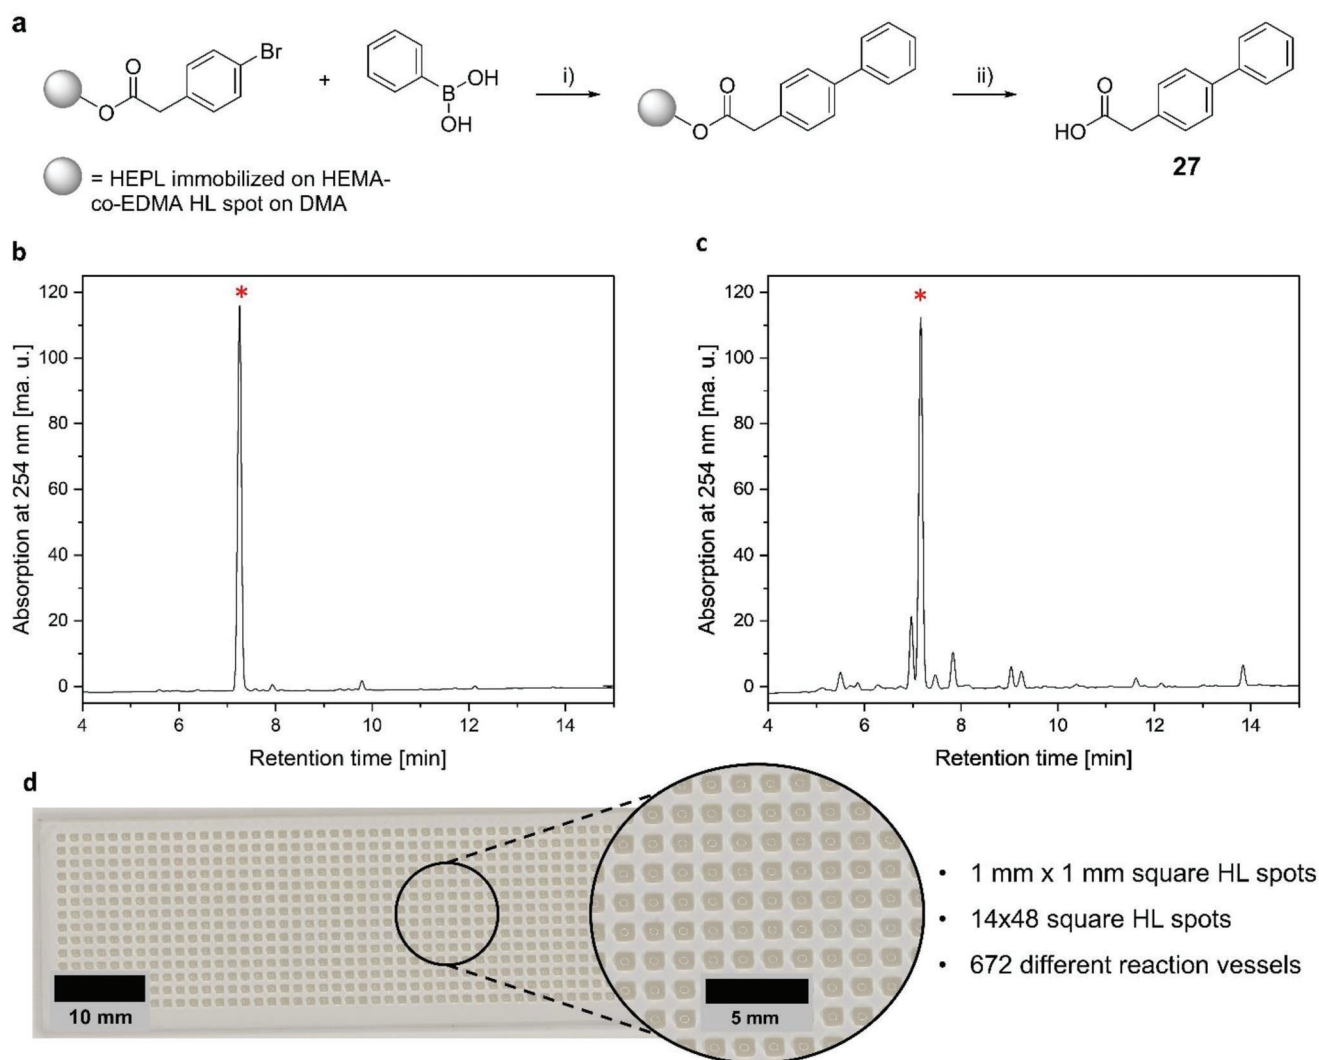 a
Br
O
O
+
OH
B
OH
i)
O
O
ii)
O
HO
27
= HEPL immobilized on HEMA-
co-EDMA HL spot on DMA
b
*
Absorption at 254 nm [ma. u.]
120
100
80
60
40
20
0
4 6 8 10 12 14
Retention time [min]
c
*
Absorption at 254 nm [ma. u.]
120
100
80
60
40
20
0
4 6 8 10 12 14
Retention time [min]
d
10 mm
5 mm
• 1 mm x 1 mm square HL spots
• 14x48 square HL spots
• 672 different reaction vessels